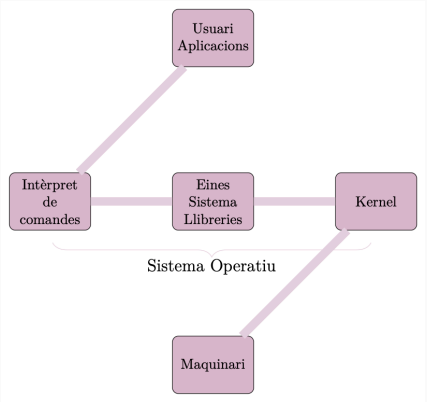 Usuari
Aplicacions
Intèrpret
de
comandes
Eines
Sistema
Llibreries
Kernel
Sistema Operatiu
Maquinari